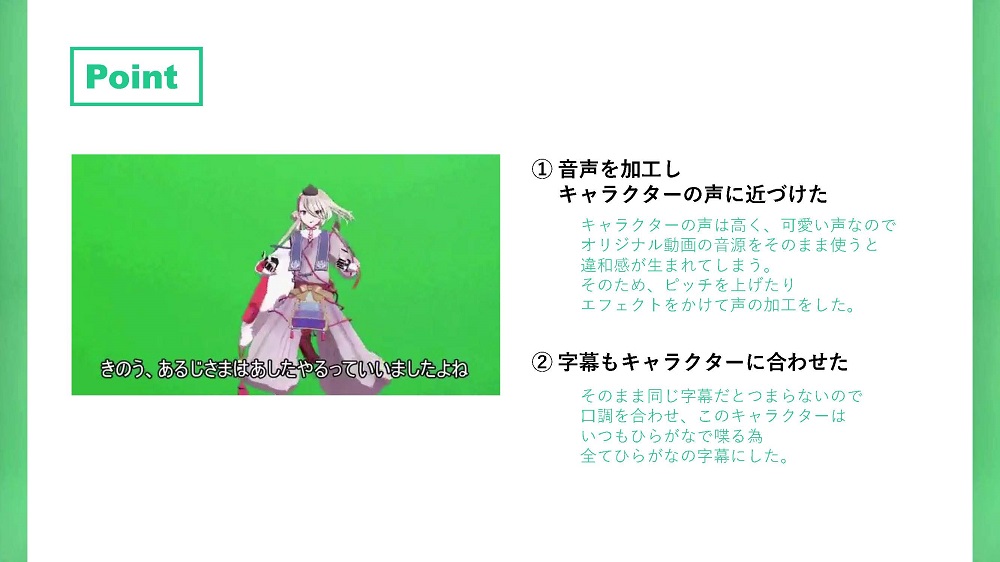 Point
きのう、あるじさまはあしたやるっていいましたよね
① 音声を加工し
キャラクターの声に近づけた
キャラクターの声は高く、可愛い声なので
オリジナル動画の音源をそのまま使うと
違和感が生まれてしまう。
そのため、ピッチを上げたり
エフェクトをかけて声の加工をした。
② 字幕もキャラクターに合わせた
そのまま同じ字幕だとつまらないので
口調を合わせ、このキャラクターは
いつもひらがなで喋る為
全てひらがなの字幕にした。